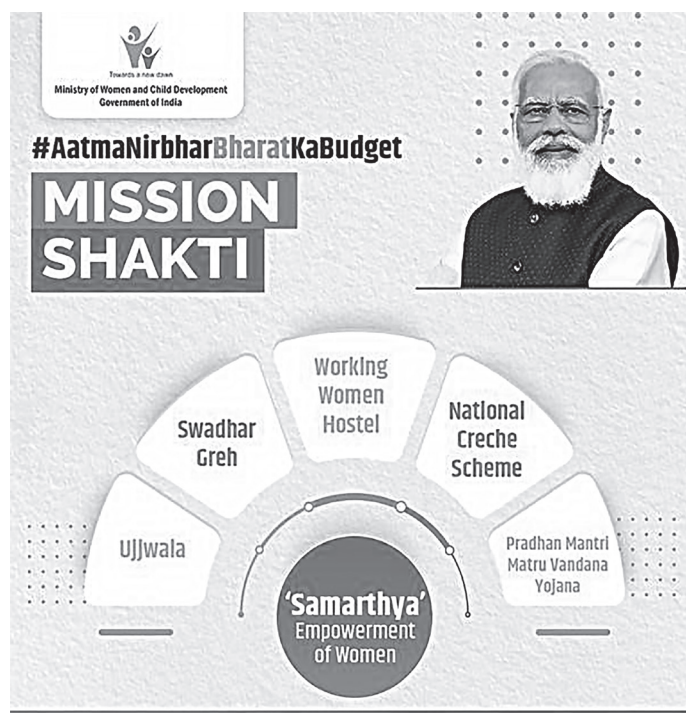 Towards a new dawn
Ministry of Women and Child Development
Government of India
#AatmaNirbharBharatKaBudget
MISSION
SHAKTI
Ujjwala
Swadhar
Greh
Working
Women
Hostel
National
Creche
Scheme
Pradhan Mantri
Matru Vandana
Yojana
'Samarthya'
Empowerment
of Women